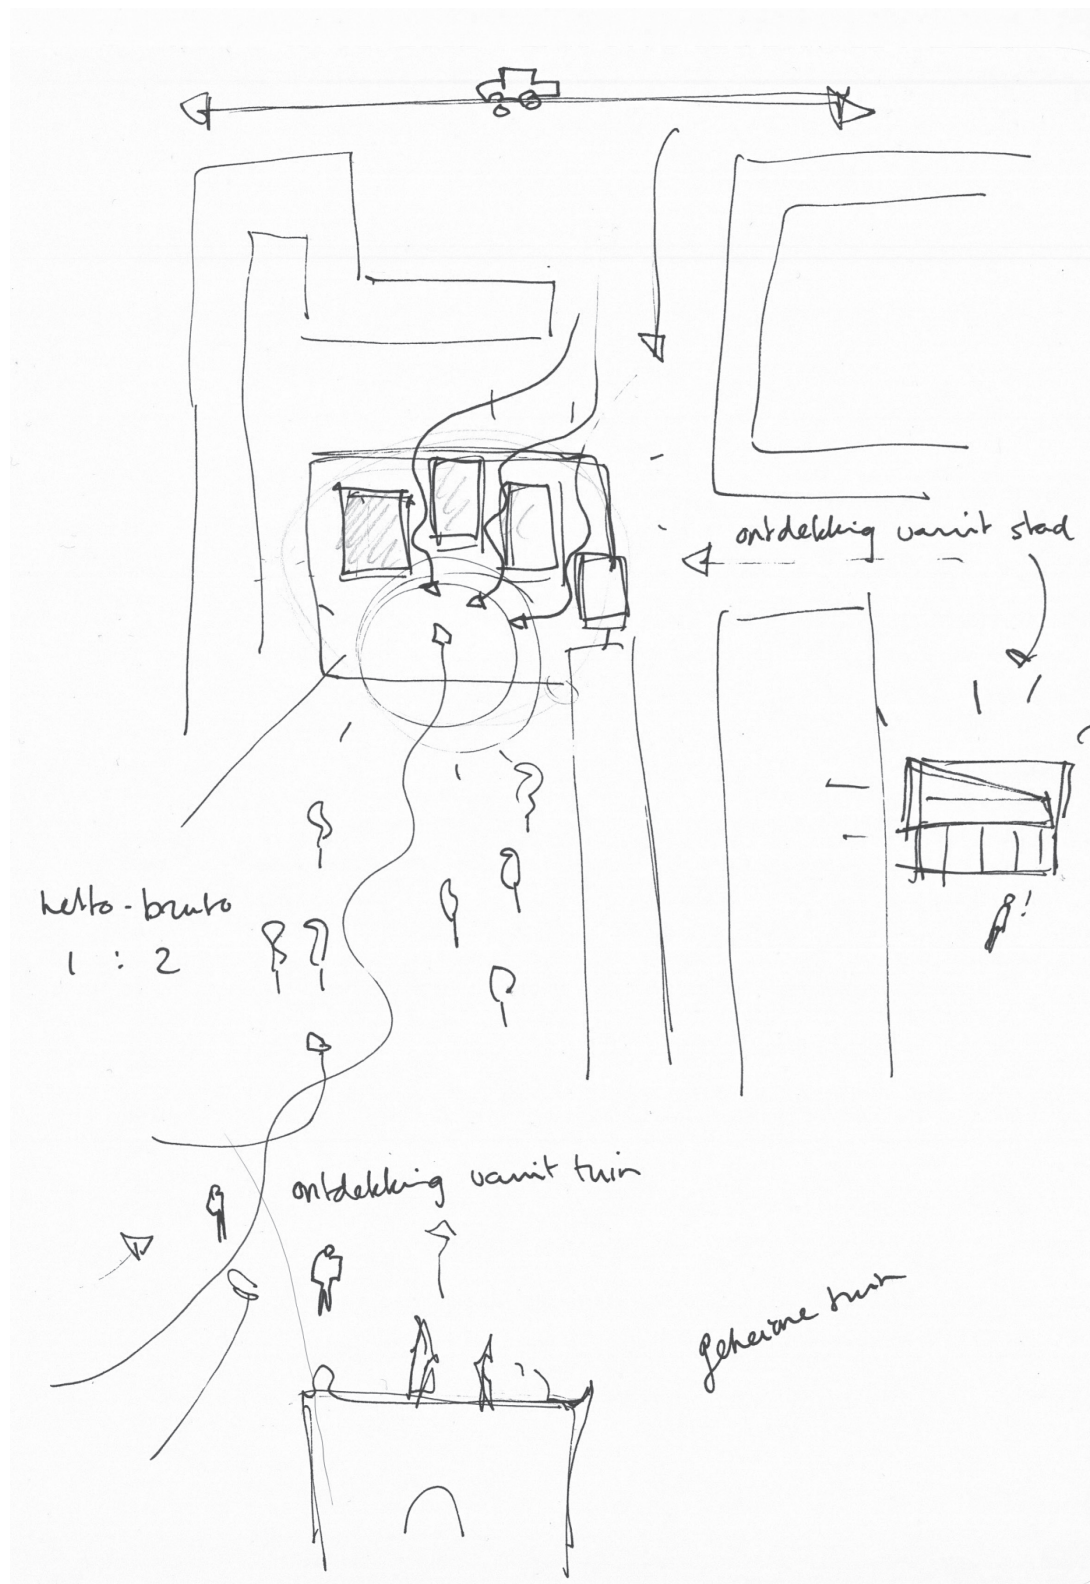 ontdekking vanuit stad
netto-bruto
1 : 2
ontdekking vanuit tuin
geheime tuin